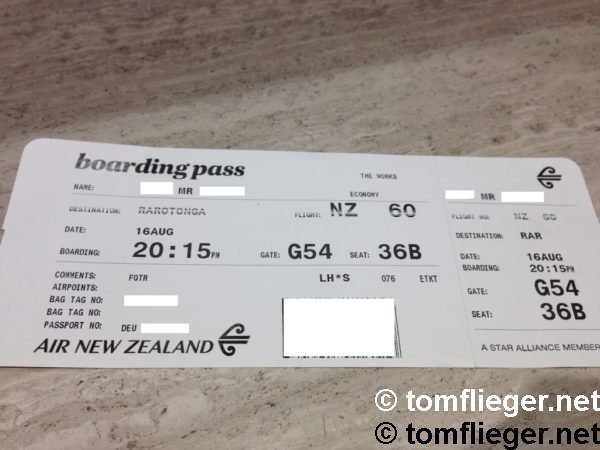 boarding pass
THE WORKS
NAME: MR
ECONOMY
DESTINATION: RAROTONGA FLIGHT: NZ 60
DATE: 16AUG
BOARDING: 20:15PM GATE: G54 SEAT: 36B
COMMENTS: FQTR LH*S 076 ETKT
AIRPOINTS:
BAG TAG NO:
BAG TAG NO:
PASSPORT NO: DEU
AIR NEW ZEALAND
MR
FLIGHT NO: NZ 60
DESTINATION: RAR
DATE: 16AUG
BOARDING: 20:15PM
GATE: G54
SEAT: 36B
A STAR ALLIANCE MEMBER
© tomflieger.net
© tomflieger.net